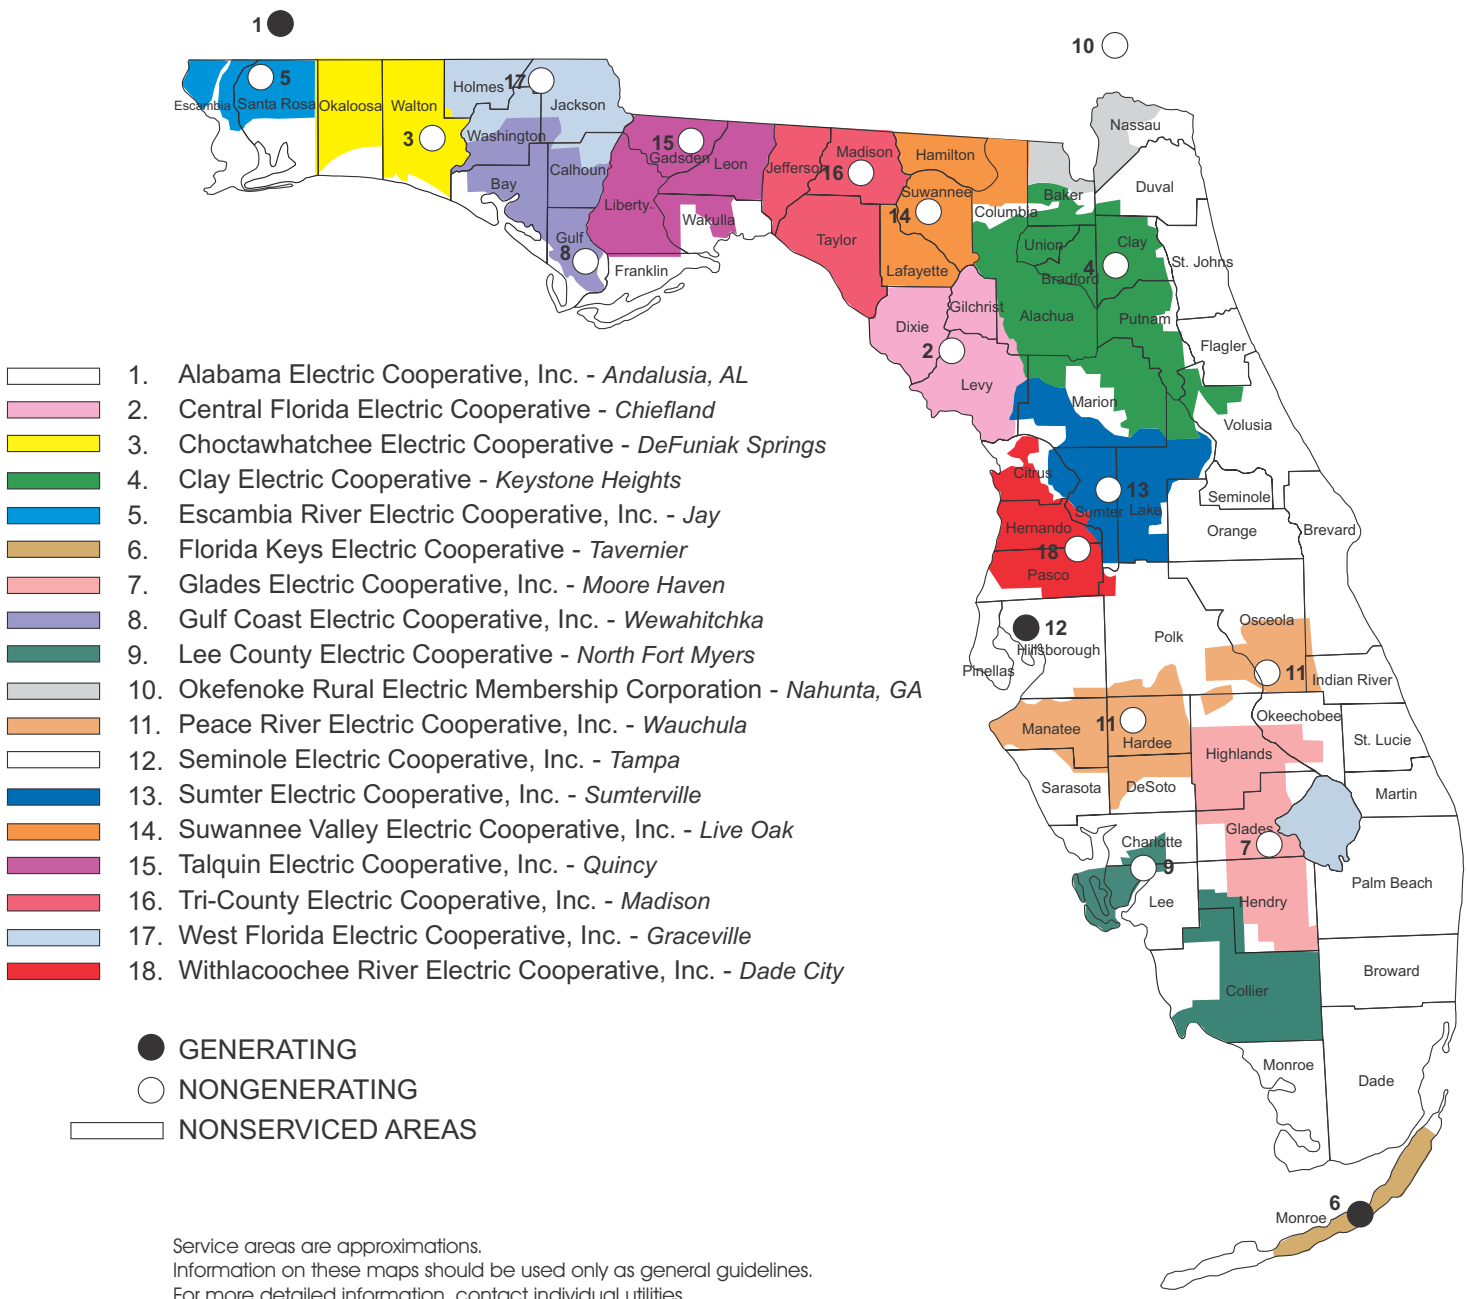 1
10
5
Escambia
Santa Rosa
Okaloosa
Walton
3
Holmes
17
Jackson
Washington
Bay
Calhoun
Gulf
8
Franklin
15
Gadsden
Leon
Liberty
Wakulla
Jefferson
Madison
16
Taylor
Hamilton
Suwannee
14
Lafayette
Columbia
Nassau
Duval
Baker
Union
Bradford
Clay
4
St. Johns
Alachua
Putnam
Flagler
Gilchrist
Dixie
2
Levy
Marion
Volusia
Citrus
13
Sumter
Lake
Hernando
18
Pasco
Seminole
Orange
Brevard
12
Hillsborough
Pinellas
Polk
Osceola
11
Indian River
Okeechobee
St. Lucie
Manatee
11
Hardee
Highlands
Sarasota
DeSoto
Martin
Charlotte
Glades
7
9
Lee
Hendry
Palm Beach
Collier
Broward
Monroe
Dade
6
Monroe
1. Alabama Electric Cooperative, Inc. - Andalusia, AL
2. Central Florida Electric Cooperative - Chiefland
3. Choctawhatchee Electric Cooperative - DeFuniak Springs
4. Clay Electric Cooperative - Keystone Heights
5. Escambia River Electric Cooperative, Inc. - Jay
6. Florida Keys Electric Cooperative - Tavernier
7. Glades Electric Cooperative, Inc. - Moore Haven
8. Gulf Coast Electric Cooperative, Inc. - Wewahitchka
9. Lee County Electric Cooperative - North Fort Myers
10. Okefenoke Rural Electric Membership Corporation - Nahunta, GA
11. Peace River Electric Cooperative, Inc. - Wauchula
12. Seminole Electric Cooperative, Inc. - Tampa
13. Sumter Electric Cooperative, Inc. - Sumterville
14. Suwannee Valley Electric Cooperative, Inc. - Live Oak
15. Talquin Electric Cooperative, Inc. - Quincy
16. Tri-County Electric Cooperative, Inc. - Madison
17. West Florida Electric Cooperative, Inc. - Graceville
18. Withlacoochee River Electric Cooperative, Inc. - Dade City
GENERATING
NONGENERATING
NONSERVICED AREAS
Service areas are approximations.
Information on these maps should be used only as general guidelines.
For more detailed information, contact individual utilities